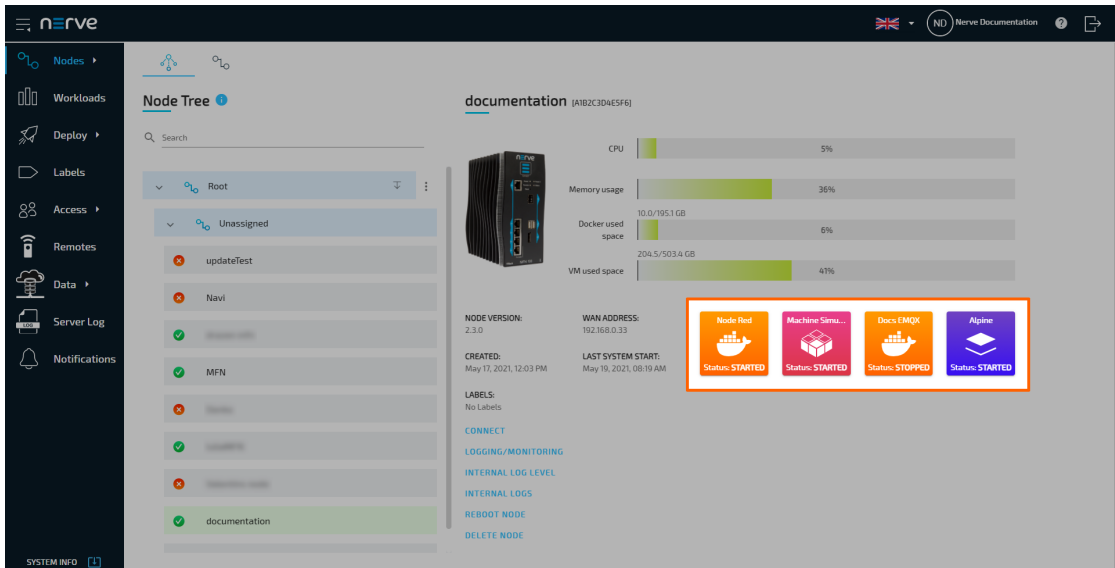 nerve
ND Nerve Documentation
Nodes
Workloads
Deploy
Labels
Access
Remotes
Data
LOG
Server Log
Notifications
SYSTEM INFO
Node Tree
Search
Root
Unassigned
updateTest
Navi
MFN
documentation
documentation [A1B2C3D4E5F6]
nerve
CPU 5%
Memory usage 36%
10.0/195.1 GB
Docker used space 6%
204.5/503.4 GB
VM used space 41%
NODE VERSION:
2.3.0
WAN ADDRESS:
192.168.0.33
CREATED:
May 17, 2021, 12:03 PM
LAST SYSTEM START:
May 19, 2021, 08:19 AM
LABELS:
No Labels
CONNECT
LOGGING/MONITORING
INTERNAL LOG LEVEL
INTERNAL LOGS
REBOOT NODE
DELETE NODE
Node Red
Status: STARTED
Machine Simu...
Status: STARTED
Docs EMQX
Status: STOPPED
Alpine
Status: STARTED